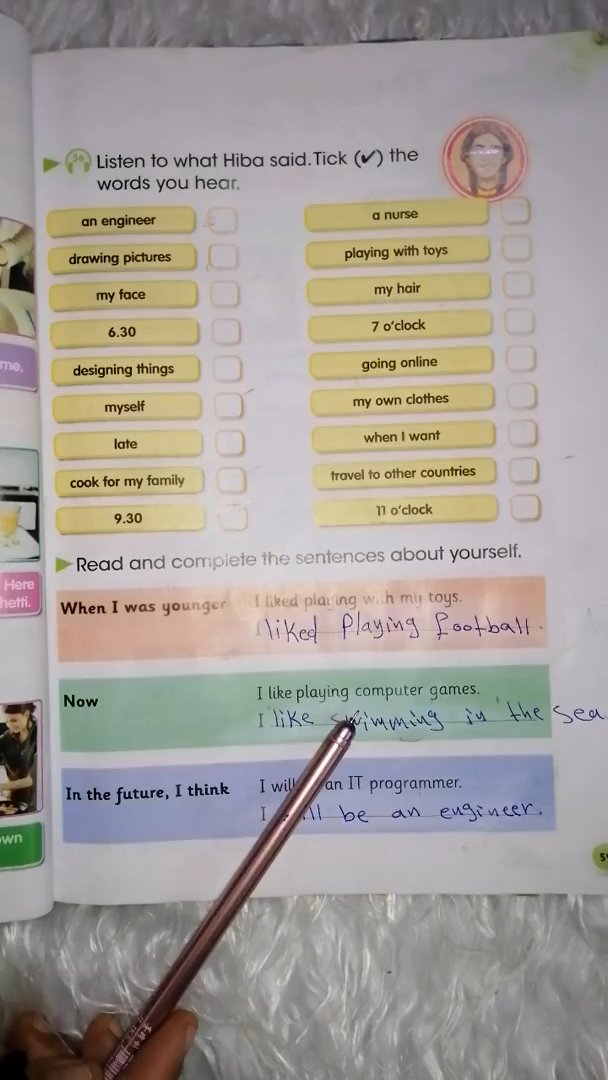 56 Listen to what Hiba said. Tick (✔) the
words you hear.
an engineer
a nurse
drawing pictures
playing with toys
my face
my hair
6.30
7 o'clock
designing things
going online
myself
my own clothes
late
when I want
cook for my family
travel to other countries
9.30
11 o'clock
Read and complete the sentences about yourself.
When I was younger I liked playing with my toys.
I liked Playing football.
Now I like playing computer games.
I like swimming in the sea
In the future, I think I will an IT programmer.
I will be an engineer.
me.
Here
hetti.
own